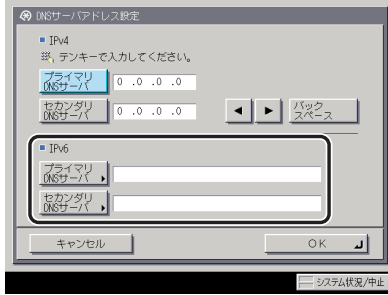 DNSサーバアドレス設定
IPv4
テンキーで入力してください。
プライマリ
DNSサーバ
0 .0 .0 .0
セカンダリ
DNSサーバ
0 .0 .0 .0
バック
スペース
IPv6
プライマリ
DNSサーバ
セカンダリ
DNSサーバ
キャンセル
OK
システム状況/中止